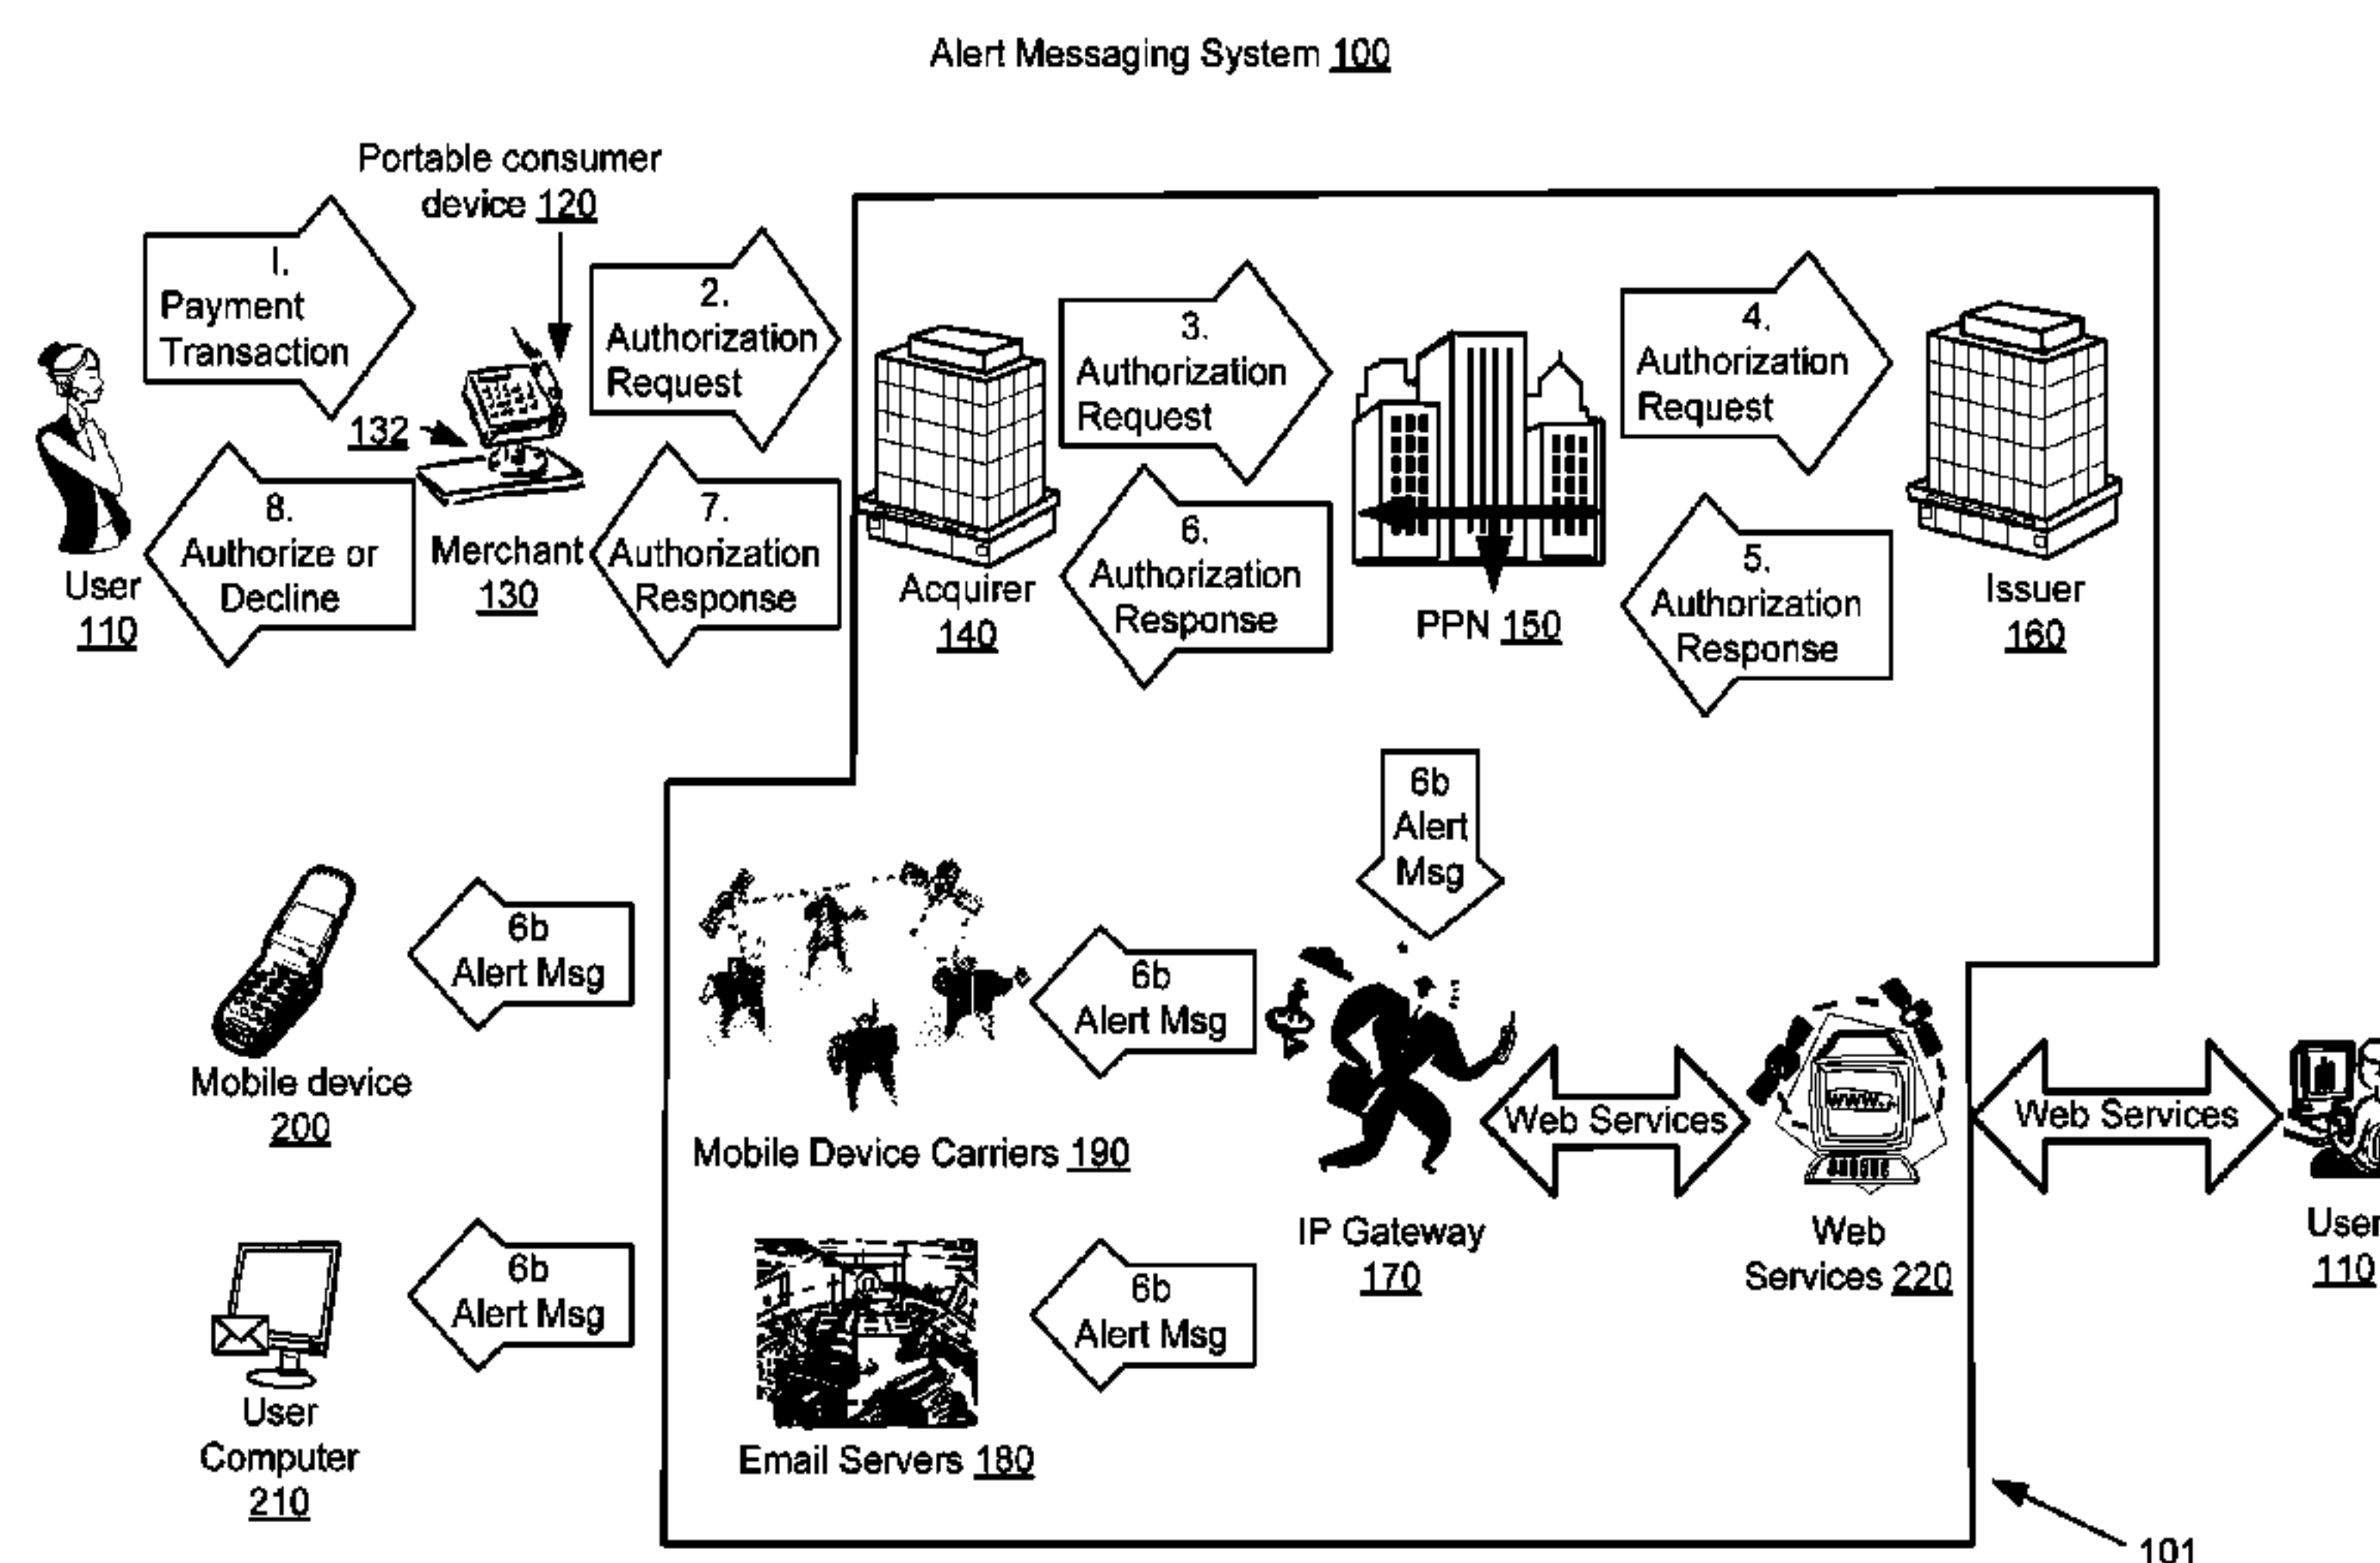 Alert Messaging System 100
Portable consumer
device 120
1.
Payment
Transaction
2.
Authorization
Request
3.
Authorization
Request
4.
Authorization
Request
132
8.
Authorize or
Decline
Merchant
130
7.
Authorization
Response
6.
Authorization
Response
5.
Authorization
Response
User
110
Acquirer
140
PPN 150
Issuer
160
6b
Alert
Msg
6b
Alert Msg
6b
Alert Msg
Mobile device
200
Mobile Device Carriers 190
Web Services
www.
Web Services
IP Gateway
170
Web
Services 220
User
110
6b
Alert Msg
@
6b
Alert Msg
User
Computer
210
Email Servers 180
101